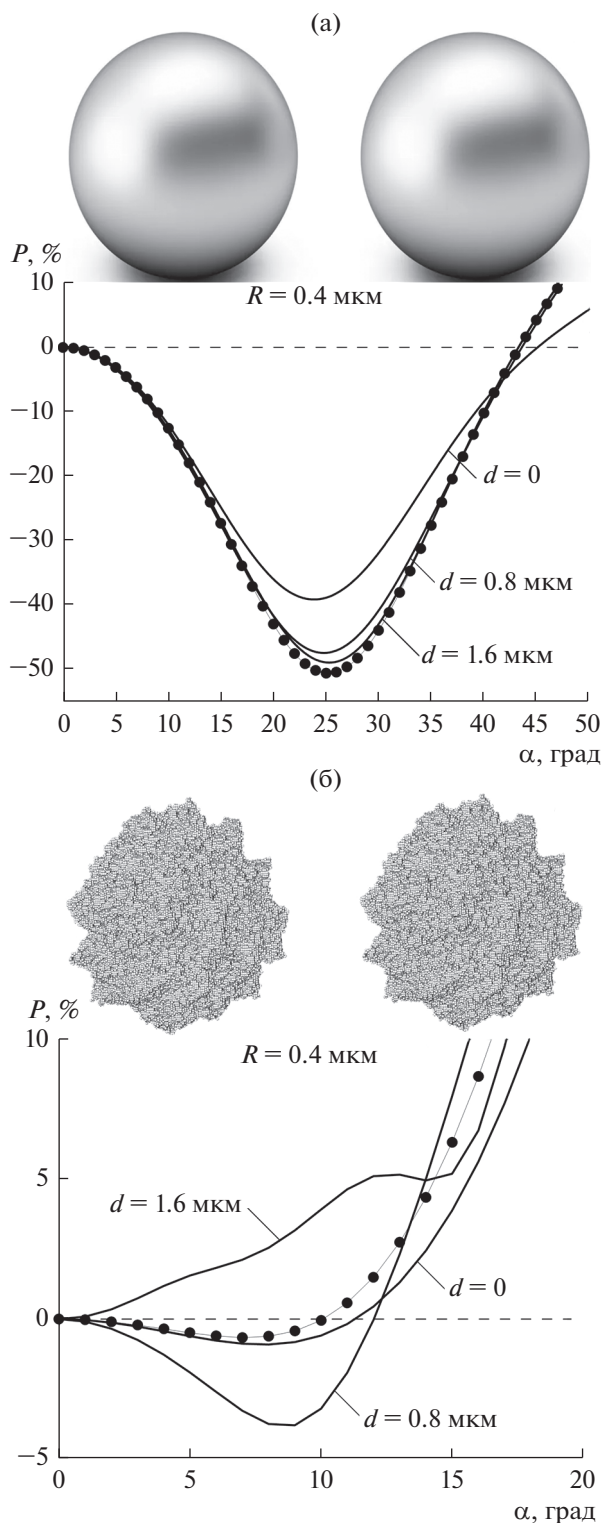 (а)
P, %
R = 0.4 мкм
10
0
−10
−20
−30
−40
−50
d = 0
d = 0.8 мкм
d = 1.6 мкм
0 5 10 15 20 25 30 35 40 45 50
α, град
(б)
P, %
R = 0.4 мкм
10
5
0
−5
d = 1.6 мкм
d = 0
d = 0.8 мкм
0 5 10 15 20
α, град